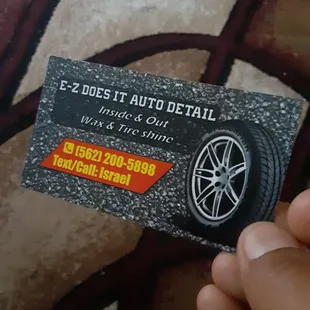 E-Z DOES IT AUTO DETAIL
Inside & Out
Wax & Tire shine
(562) 200-5898
Text/Call: Israel